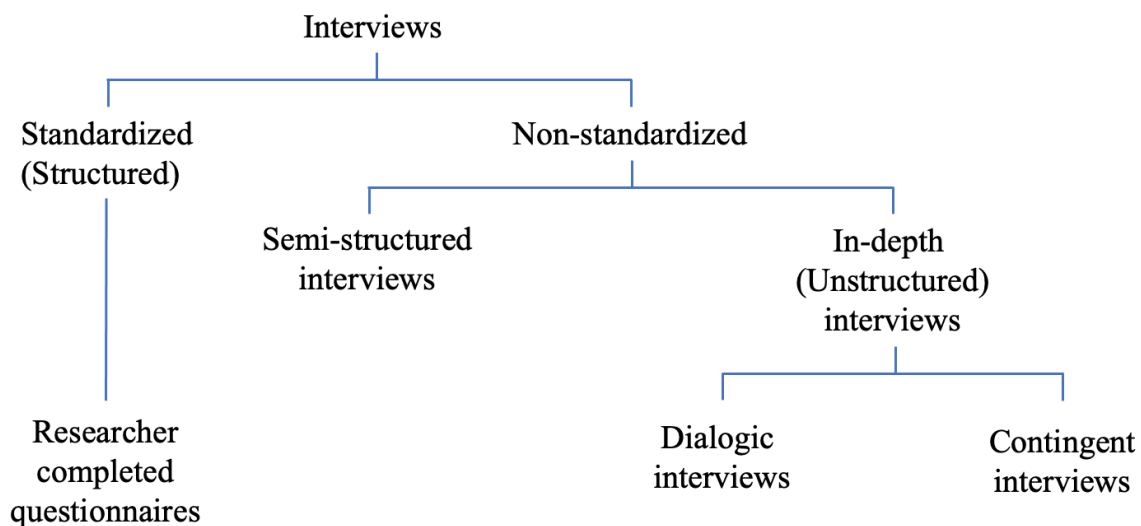 Interviews
Standardized
(Structured)
Non-standardized
Semi-structured
interviews
In-depth
(Unstructured)
interviews
Researcher
completed
questionnaires
Dialogic
interviews
Contingent
interviews